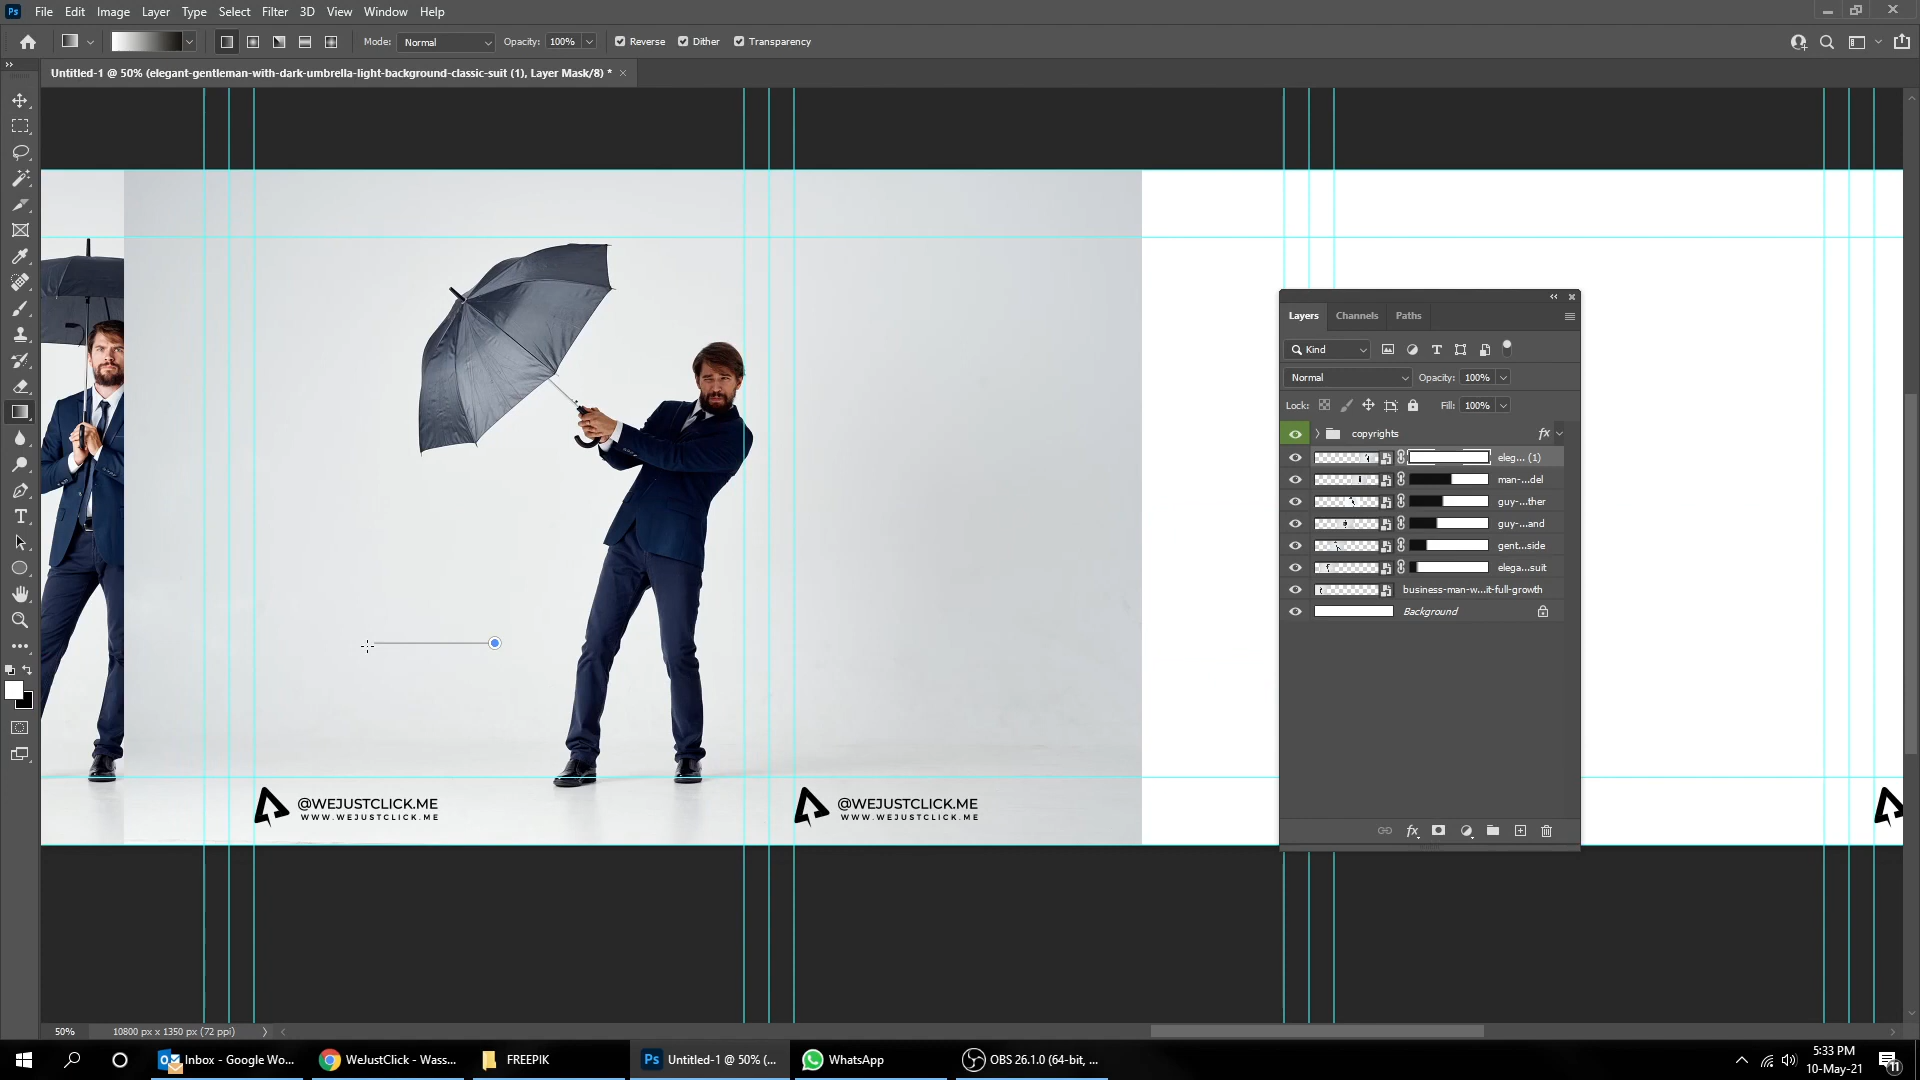 Ps File Edit Image Layer Type Select Filter 3D View Window Help
Mode: Normal Opacity: 100% Reverse Dither Transparency
Untitled-1 @ 50% (elegant-gentleman-with-dark-umbrella-light-background-classic-suit (1), Layer Mask/8) *
Layers Channels Paths
Kind
Normal Opacity: 100%
Lock: Fill: 100%
copyrights fx
eleg... (1)
man-...del
guy-...ther
guy-...and
gent...side
elega...suit
business-man-w...it-full-growth
Background
fx
@WEJUSTCLICK.ME
WWW.WEJUSTCLICK.ME
@WEJUSTCLICK.ME
WWW.WEJUSTCLICK.ME
50% 10800 px x 1350 px (72 ppi)
Inbox - Google Wo... WeJustClick - Wass... FREEPIK Ps Untitled-1 @ 50% (... WhatsApp OBS 26.1.0 (64-bit, ...
5:33 PM
10-May-21
11